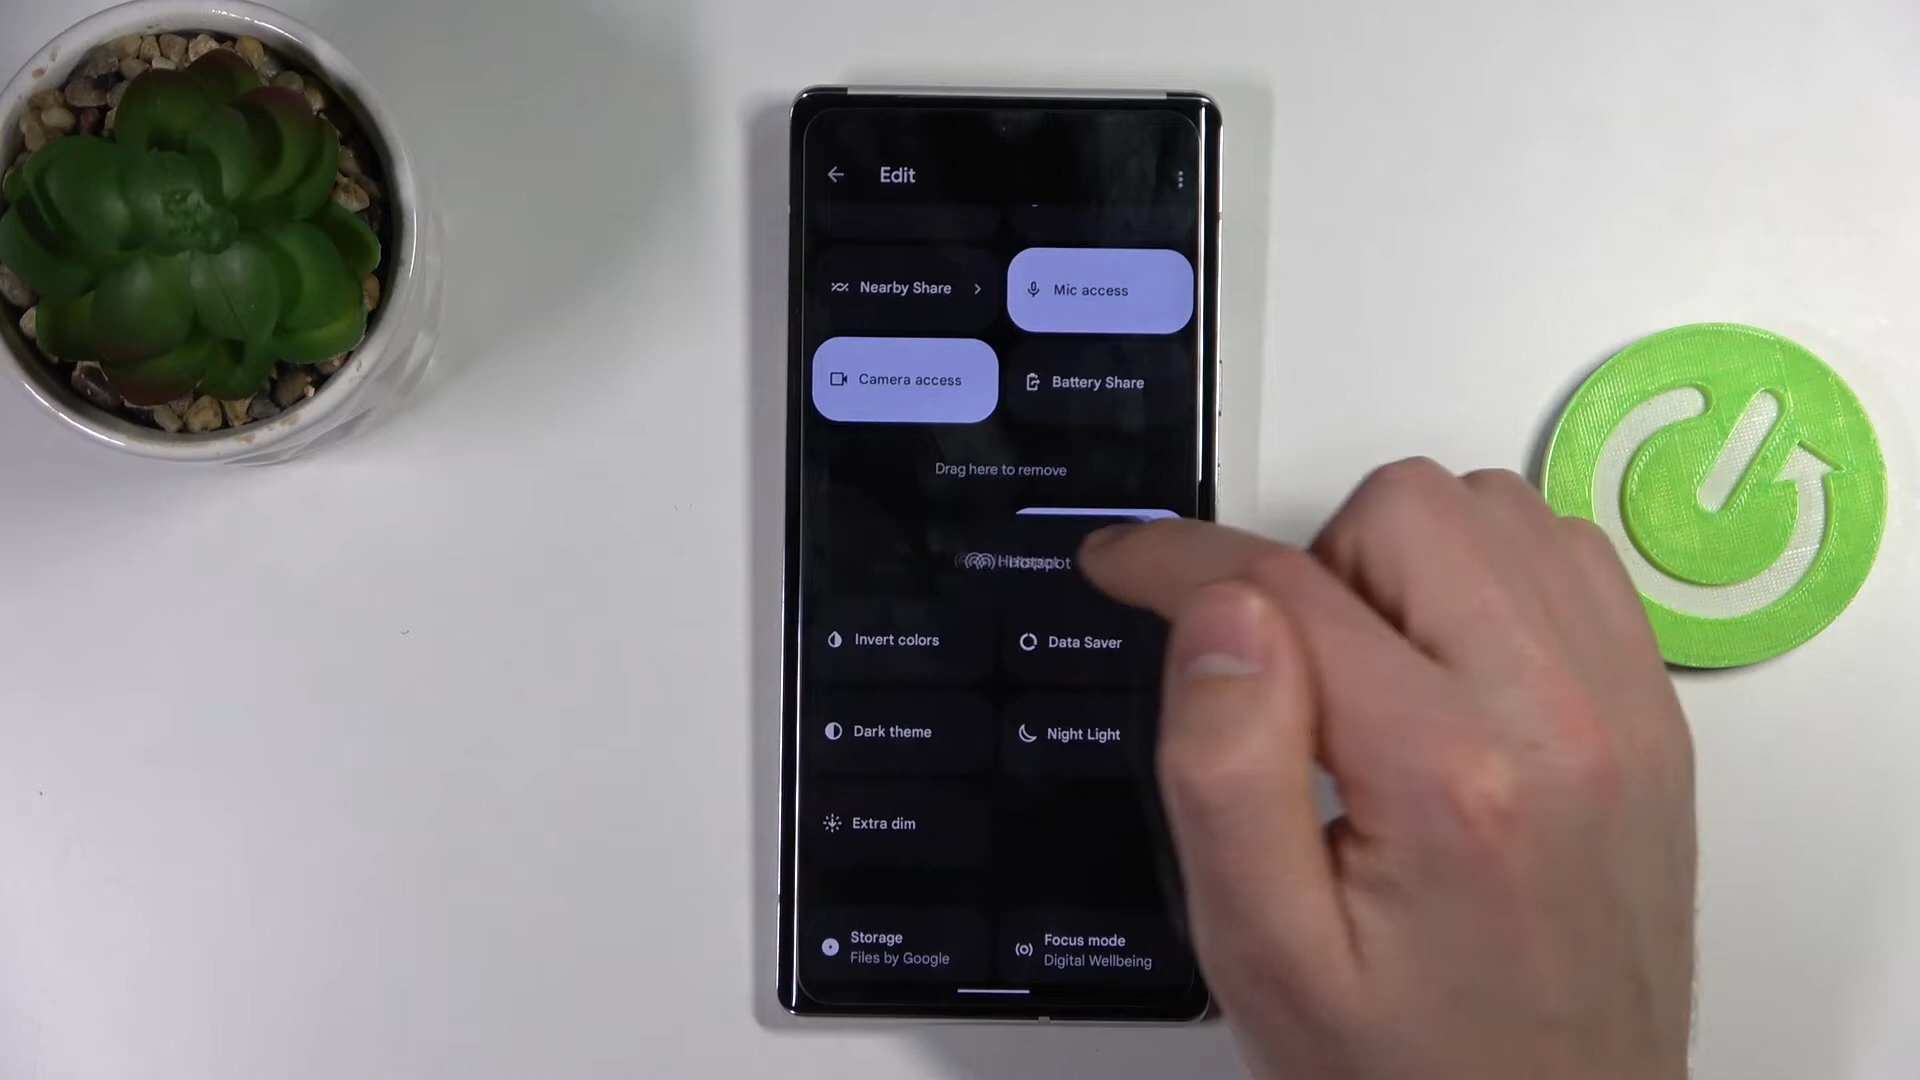 Edit
Nearby Share
Mic access
Camera access
Battery Share
Drag here to remove
Hotspot
Invert colors
Data Saver
Dark theme
Night Light
Extra dim
Storage
Files by Google
Focus mode
Digital Wellbeing